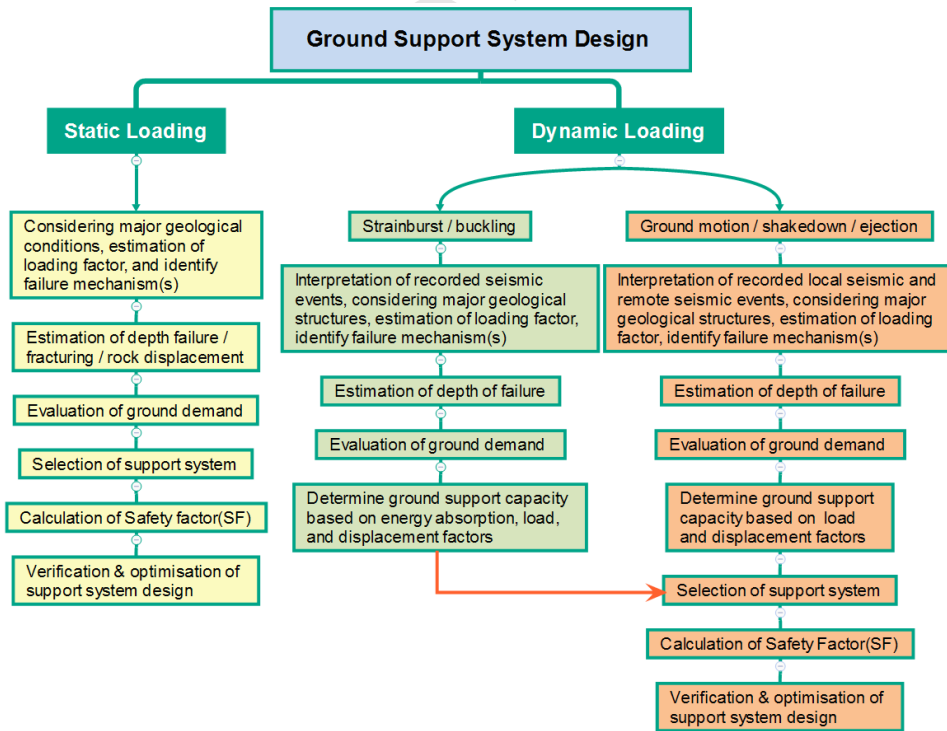 Ground Support System Design
Static Loading
Dynamic Loading
Considering major geological
conditions, estimation of
loading factor, and identify
failure mechanism(s)
Estimation of depth failure /
fracturing / rock displacement
Evaluation of ground demand
Selection of support system
Calculation of Safety factor(SF)
Verification & optimisation of
support system design
Strainburst / buckling
Interpretation of recorded seismic
events, considering major geological
structures, estimation of loading factor,
identify failure mechanism(s)
Estimation of depth of failure
Evaluation of ground demand
Determine ground support capacity
based on energy absorption, load,
and displacement factors
Ground motion / shakedown / ejection
Interpretation of recorded local seismic and
remote seismic events, considering major
geological structures, estimation of loading
factor, identify failure mechanism(s)
Estimation of depth of failure
Evaluation of ground demand
Determine ground support
capacity based on load
and displacement factors
Selection of support system
Calculation of Safety Factor(SF)
Verification & optimisation of
support system design